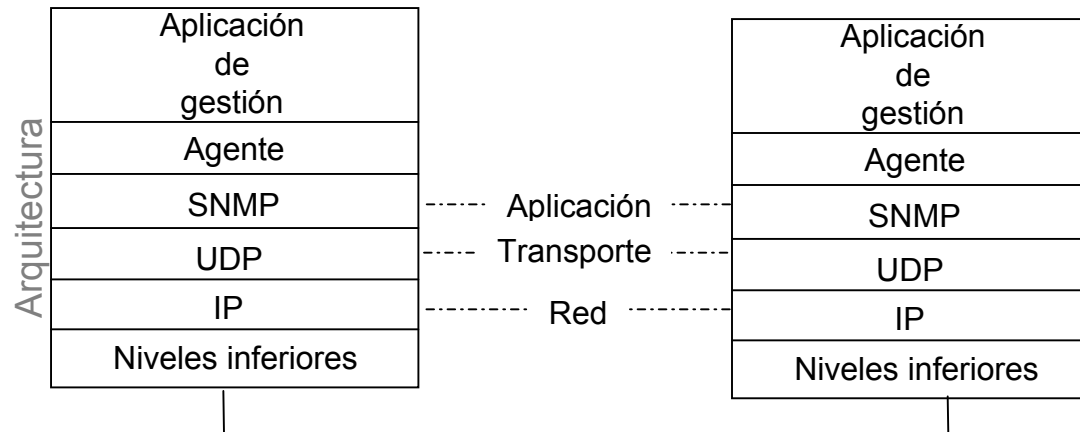 Arquitectura
Aplicación
de
gestión
Agente
SNMP
UDP
IP
Niveles inferiores
Aplicación
Transporte
Red
Aplicación
de
gestión
Agente
SNMP
UDP
IP
Niveles inferiores